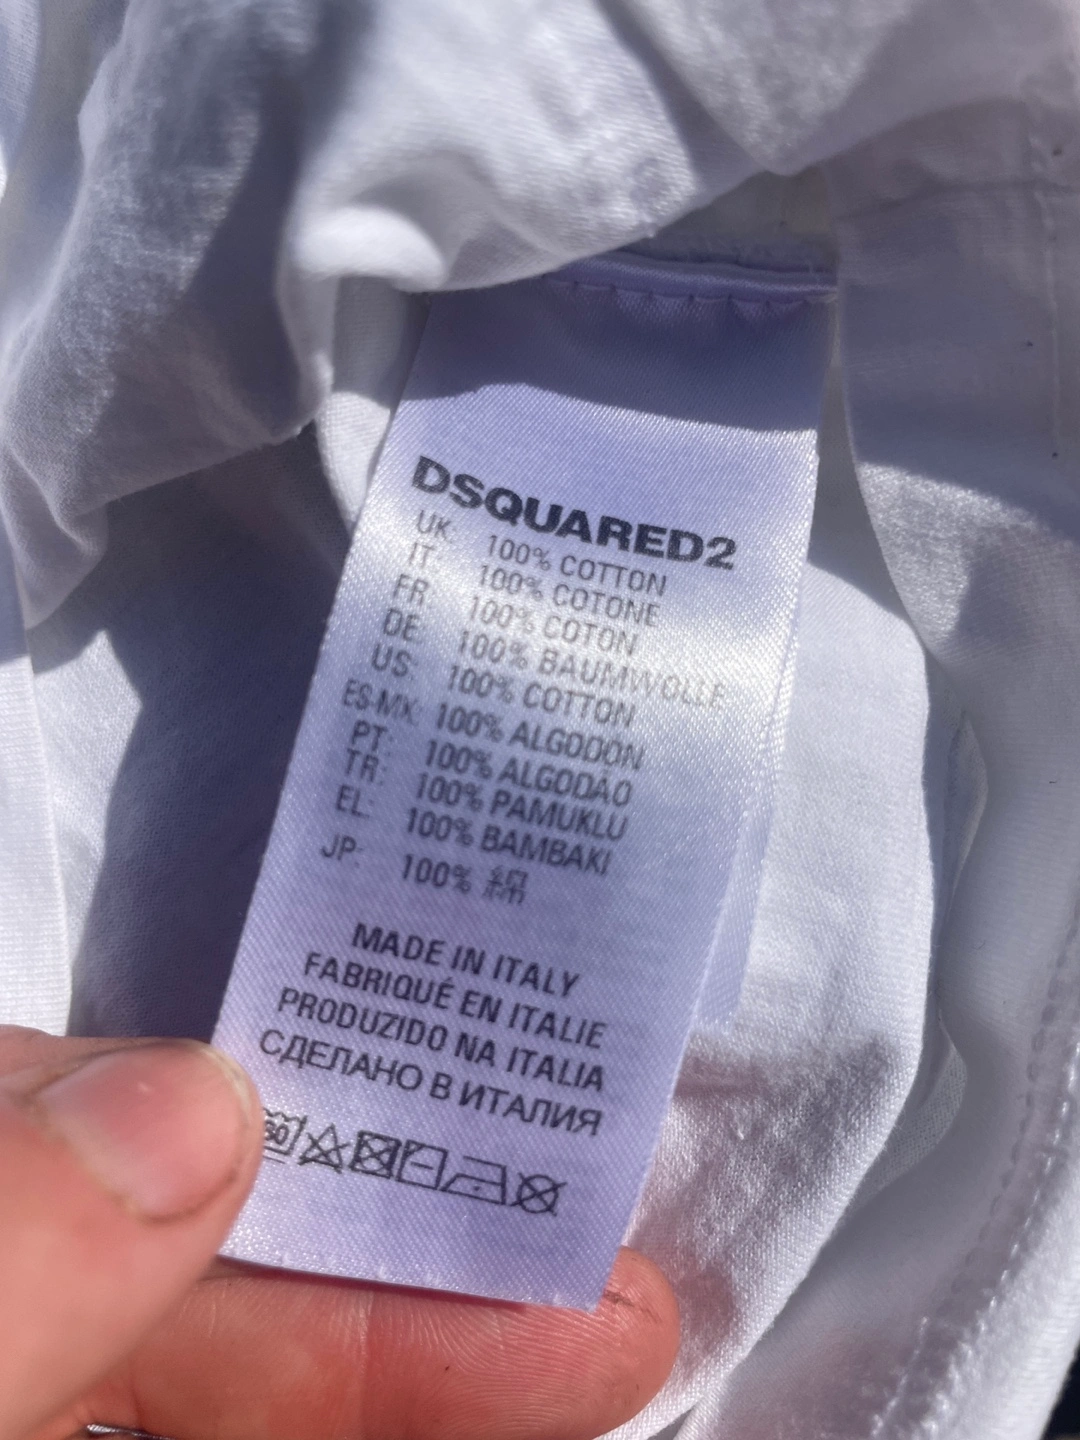 DSQUARED2
UK: 100% COTTON
IT: 100% COTONE
FR: 100% COTON
DE: 100% BAUMWOLLE
US: 100% COTTON
ES-MX: 100% ALGODON
PT: 100% ALGODÃO
TR: 100% PAMUKLU
EL: 100% BAMBAKI
JP: 100% 綿
MADE IN ITALY
FABRIQUÉ EN ITALIE
PRODUZIDO NA ITALIA
СДЕЛАНО В ИТАЛИЯ